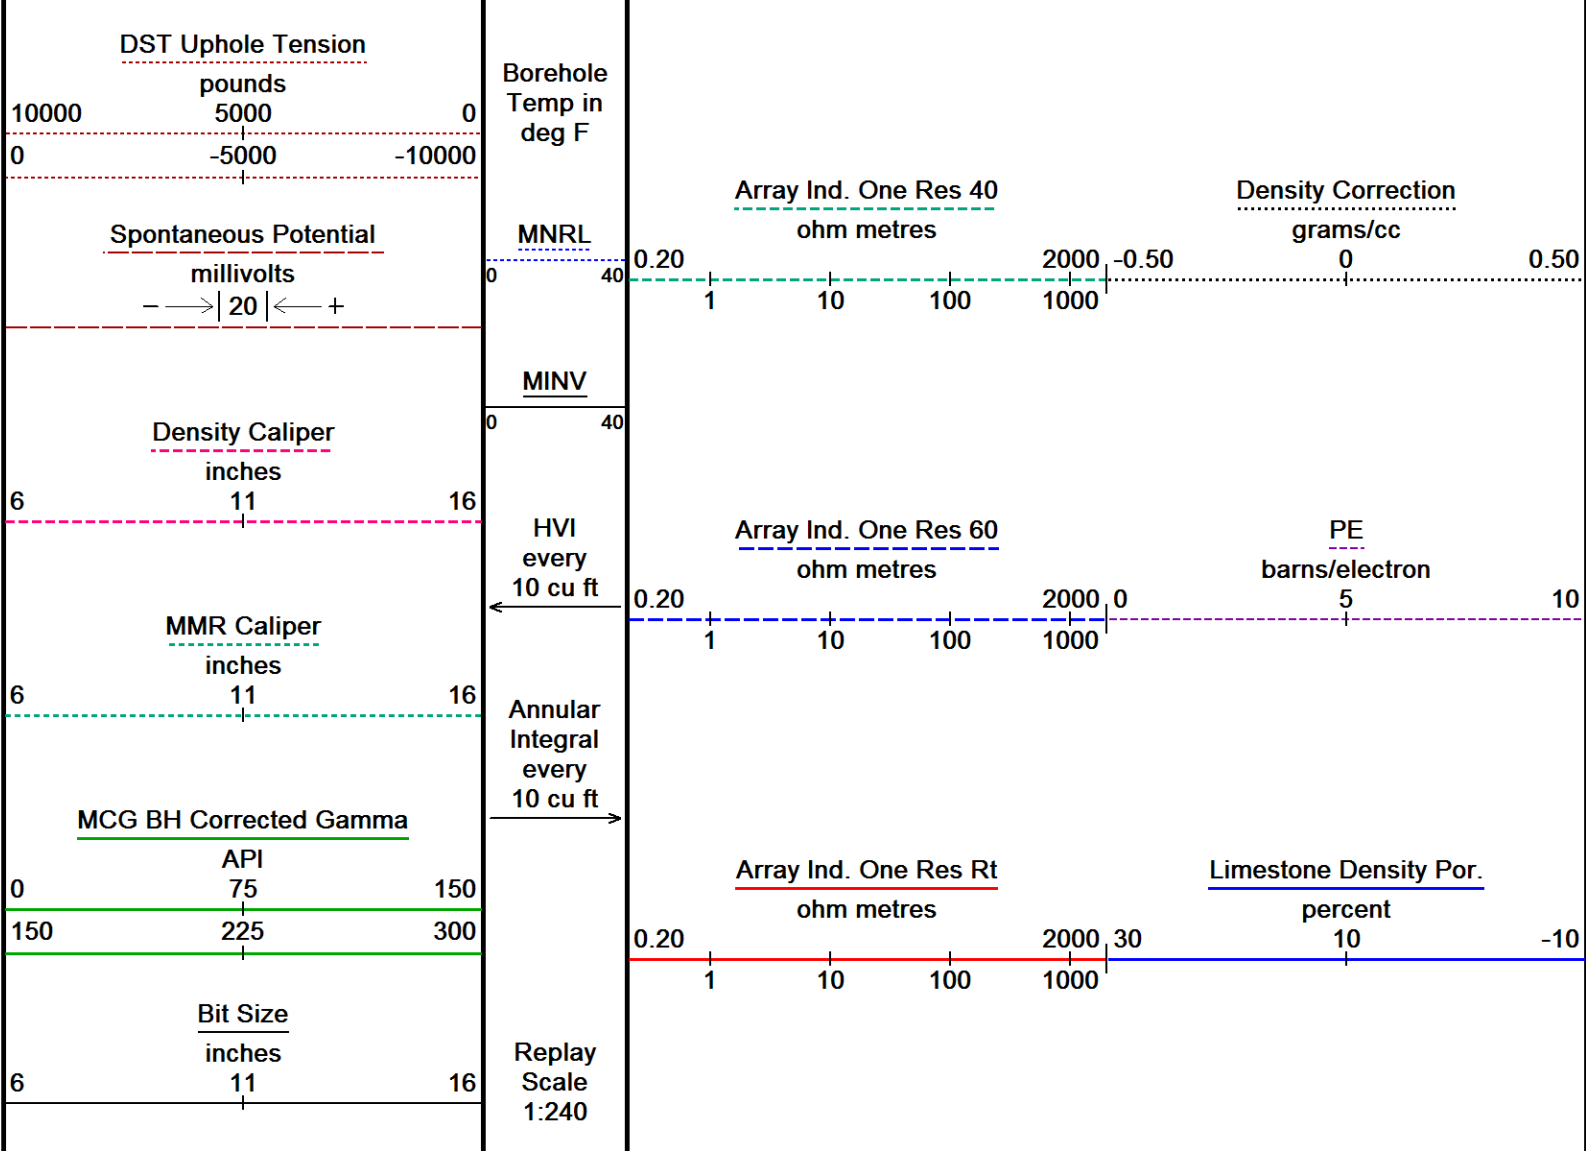 DST Uphole Tension
pounds
10000 5000 0
0 -5000 -10000
Spontaneous Potential
millivolts
− 20 +
Density Caliper
inches
6 11 16
MMR Caliper
inches
6 11 16
MCG BH Corrected Gamma
API
0 75 150
150 225 300
Bit Size
inches
6 11 16
Borehole
Temp in
deg F
MNRL
0 40
MINV
0 40
HVI
every
10 cu ft
Annular
Integral
every
10 cu ft
Replay
Scale
1:240
Array Ind. One Res 40
ohm metres
0.20 2000
1 10 100 1000
Array Ind. One Res 60
ohm metres
0.20 2000
1 10 100 1000
Array Ind. One Res Rt
ohm metres
0.20 2000
1 10 100 1000
Density Correction
grams/cc
-0.50 0 0.50
PE
barns/electron
0 5 10
Limestone Density Por.
percent
30 10 -10